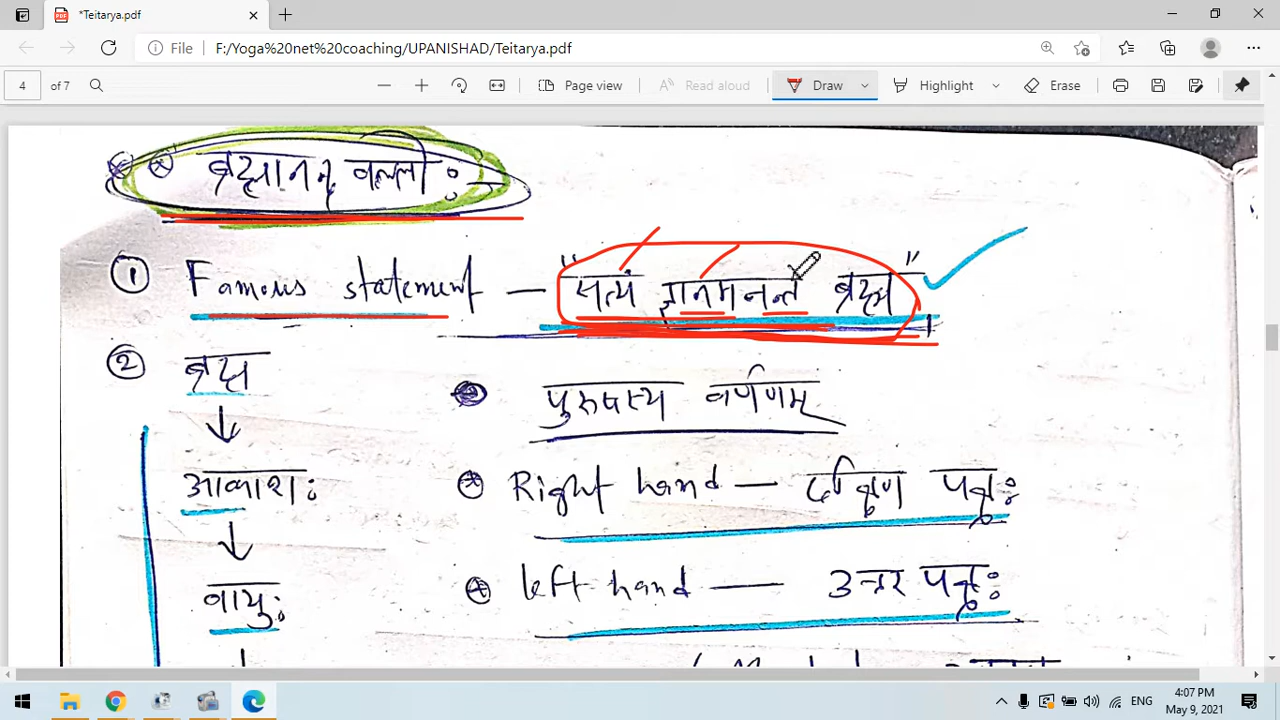 *Teitarya.pdf
File F:/Yoga%20net%20coaching/UPANISHAD/Teitarya.pdf
4 of 7 Page view Read aloud Draw Highlight Erase
ब्रह्मानन्द वल्ली :-
① Famous statement — "सत्यं ज्ञानमनन्तं ब्रह्म"
② ब्रह्म
पुरुषस्य वर्णणम्
↓
आकाश:
Right hand — दक्षिण पक्ष:
↓
वायु:
left hand — उत्तर पक्ष:
ENG
4:07 PM
May 9, 2021